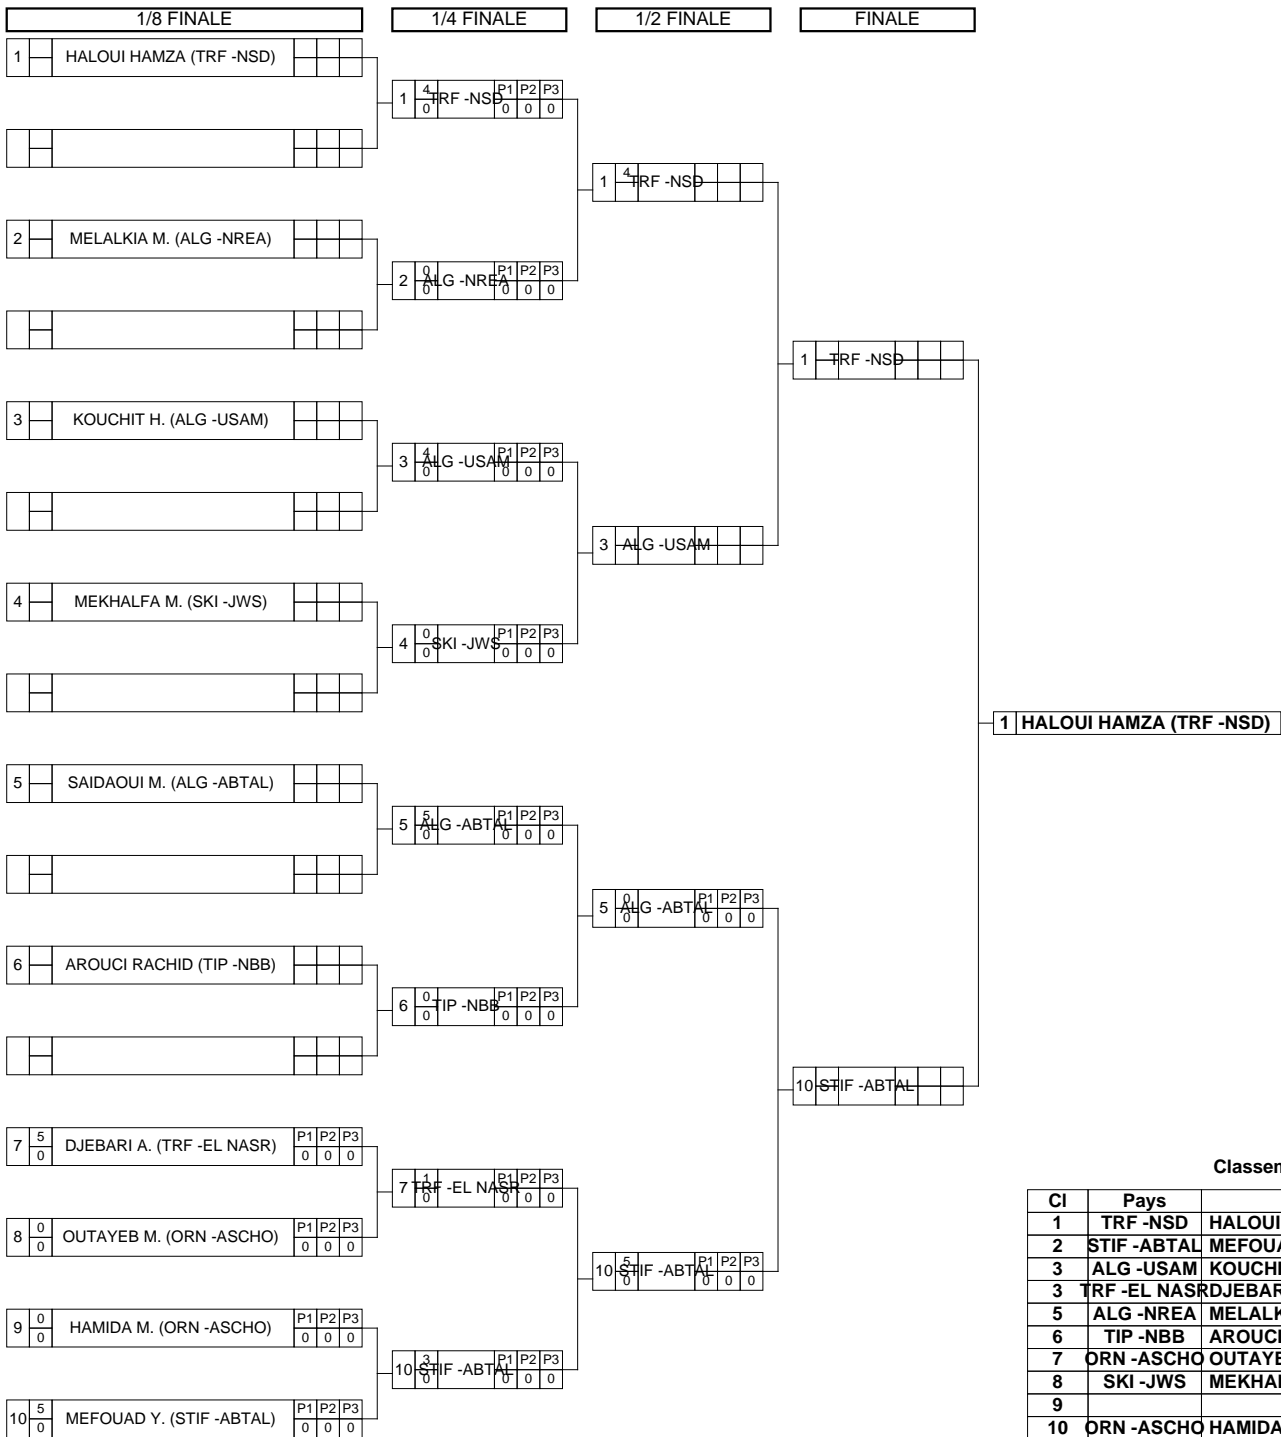 1/8 FINALE 1/4 FINALE 1/2 FINALE FINALE
1 HALOUI HAMZA (TRF -NSD)
1 4 0 TRF -NSD P1 P2 P3 0 0 0
1 4 TRF -NSD
2 MELALKIA M. (ALG -NREA)
2 0 0 ALG -NREA P1 P2 P3 0 0 0
1 TRF -NSD
3 KOUCHIT H. (ALG -USAM)
3 4 0 ALG -USAM P1 P2 P3 0 0 0
3 ALG -USAM
4 MEKHALFA M. (SKI -JWS)
4 0 0 SKI -JWS P1 P2 P3 0 0 0
1 HALOUI HAMZA (TRF -NSD)
5 SAIDAOUI M. (ALG -ABTAL)
5 5 0 ALG -ABTAL P1 P2 P3 0 0 0
5 0 0 ALG -ABTAL P1 P2 P3 0 0 0
6 AROUCI RACHID (TIP -NBB)
6 0 0 TIP -NBB P1 P2 P3 0 0 0
10 STIF -ABTAL
7 5 0 DJEBARI A. (TRF -EL NASR) P1 P2 P3 0 0 0
7 1 0 TRF -EL NASR P1 P2 P3 0 0 0
8 0 0 OUTAYEB M. (ORN -ASCHO) P1 P2 P3 0 0 0
10 5 0 STIF -ABTAL P1 P2 P3 0 0 0
9 0 0 HAMIDA M. (ORN -ASCHO) P1 P2 P3 0 0 0
10 3 0 STIF -ABTAL P1 P2 P3 0 0 0
10 5 0 MEFOUAD Y. (STIF -ABTAL) P1 P2 P3 0 0 0
Cl Pays
1 TRF -NSD HALOUI
2 STIF -ABTAL
3 ALG -USAM
3 TRF -EL NASR
5 ALG -NREA
6 TIP -NBB AROUCI
7 ORN -ASCHO
8 SKI -JWS
9
10 ORN -ASCHO HAMIDA